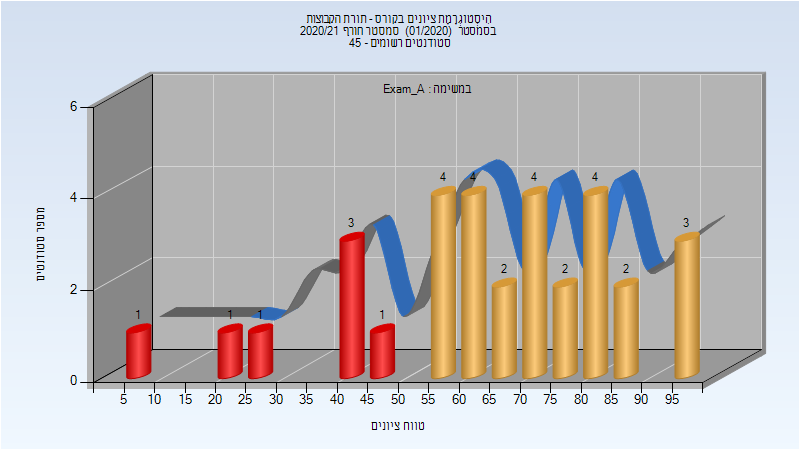 היסטוגרמת ציונים בקורס - תורת הקבוצות
בסמסטר (01/2020) סמסטר חורף 2020/21
סטודנטים רשומים - 45
במשימה : Exam_A
מספר סטודנטים
6
4
2
0
1
1
1
3
1
4
4
2
4
2
4
2
3
5 10 15 20 25 30 35 40 45 50 55 60 65 70 75 80 85 90 95
טווח ציונים